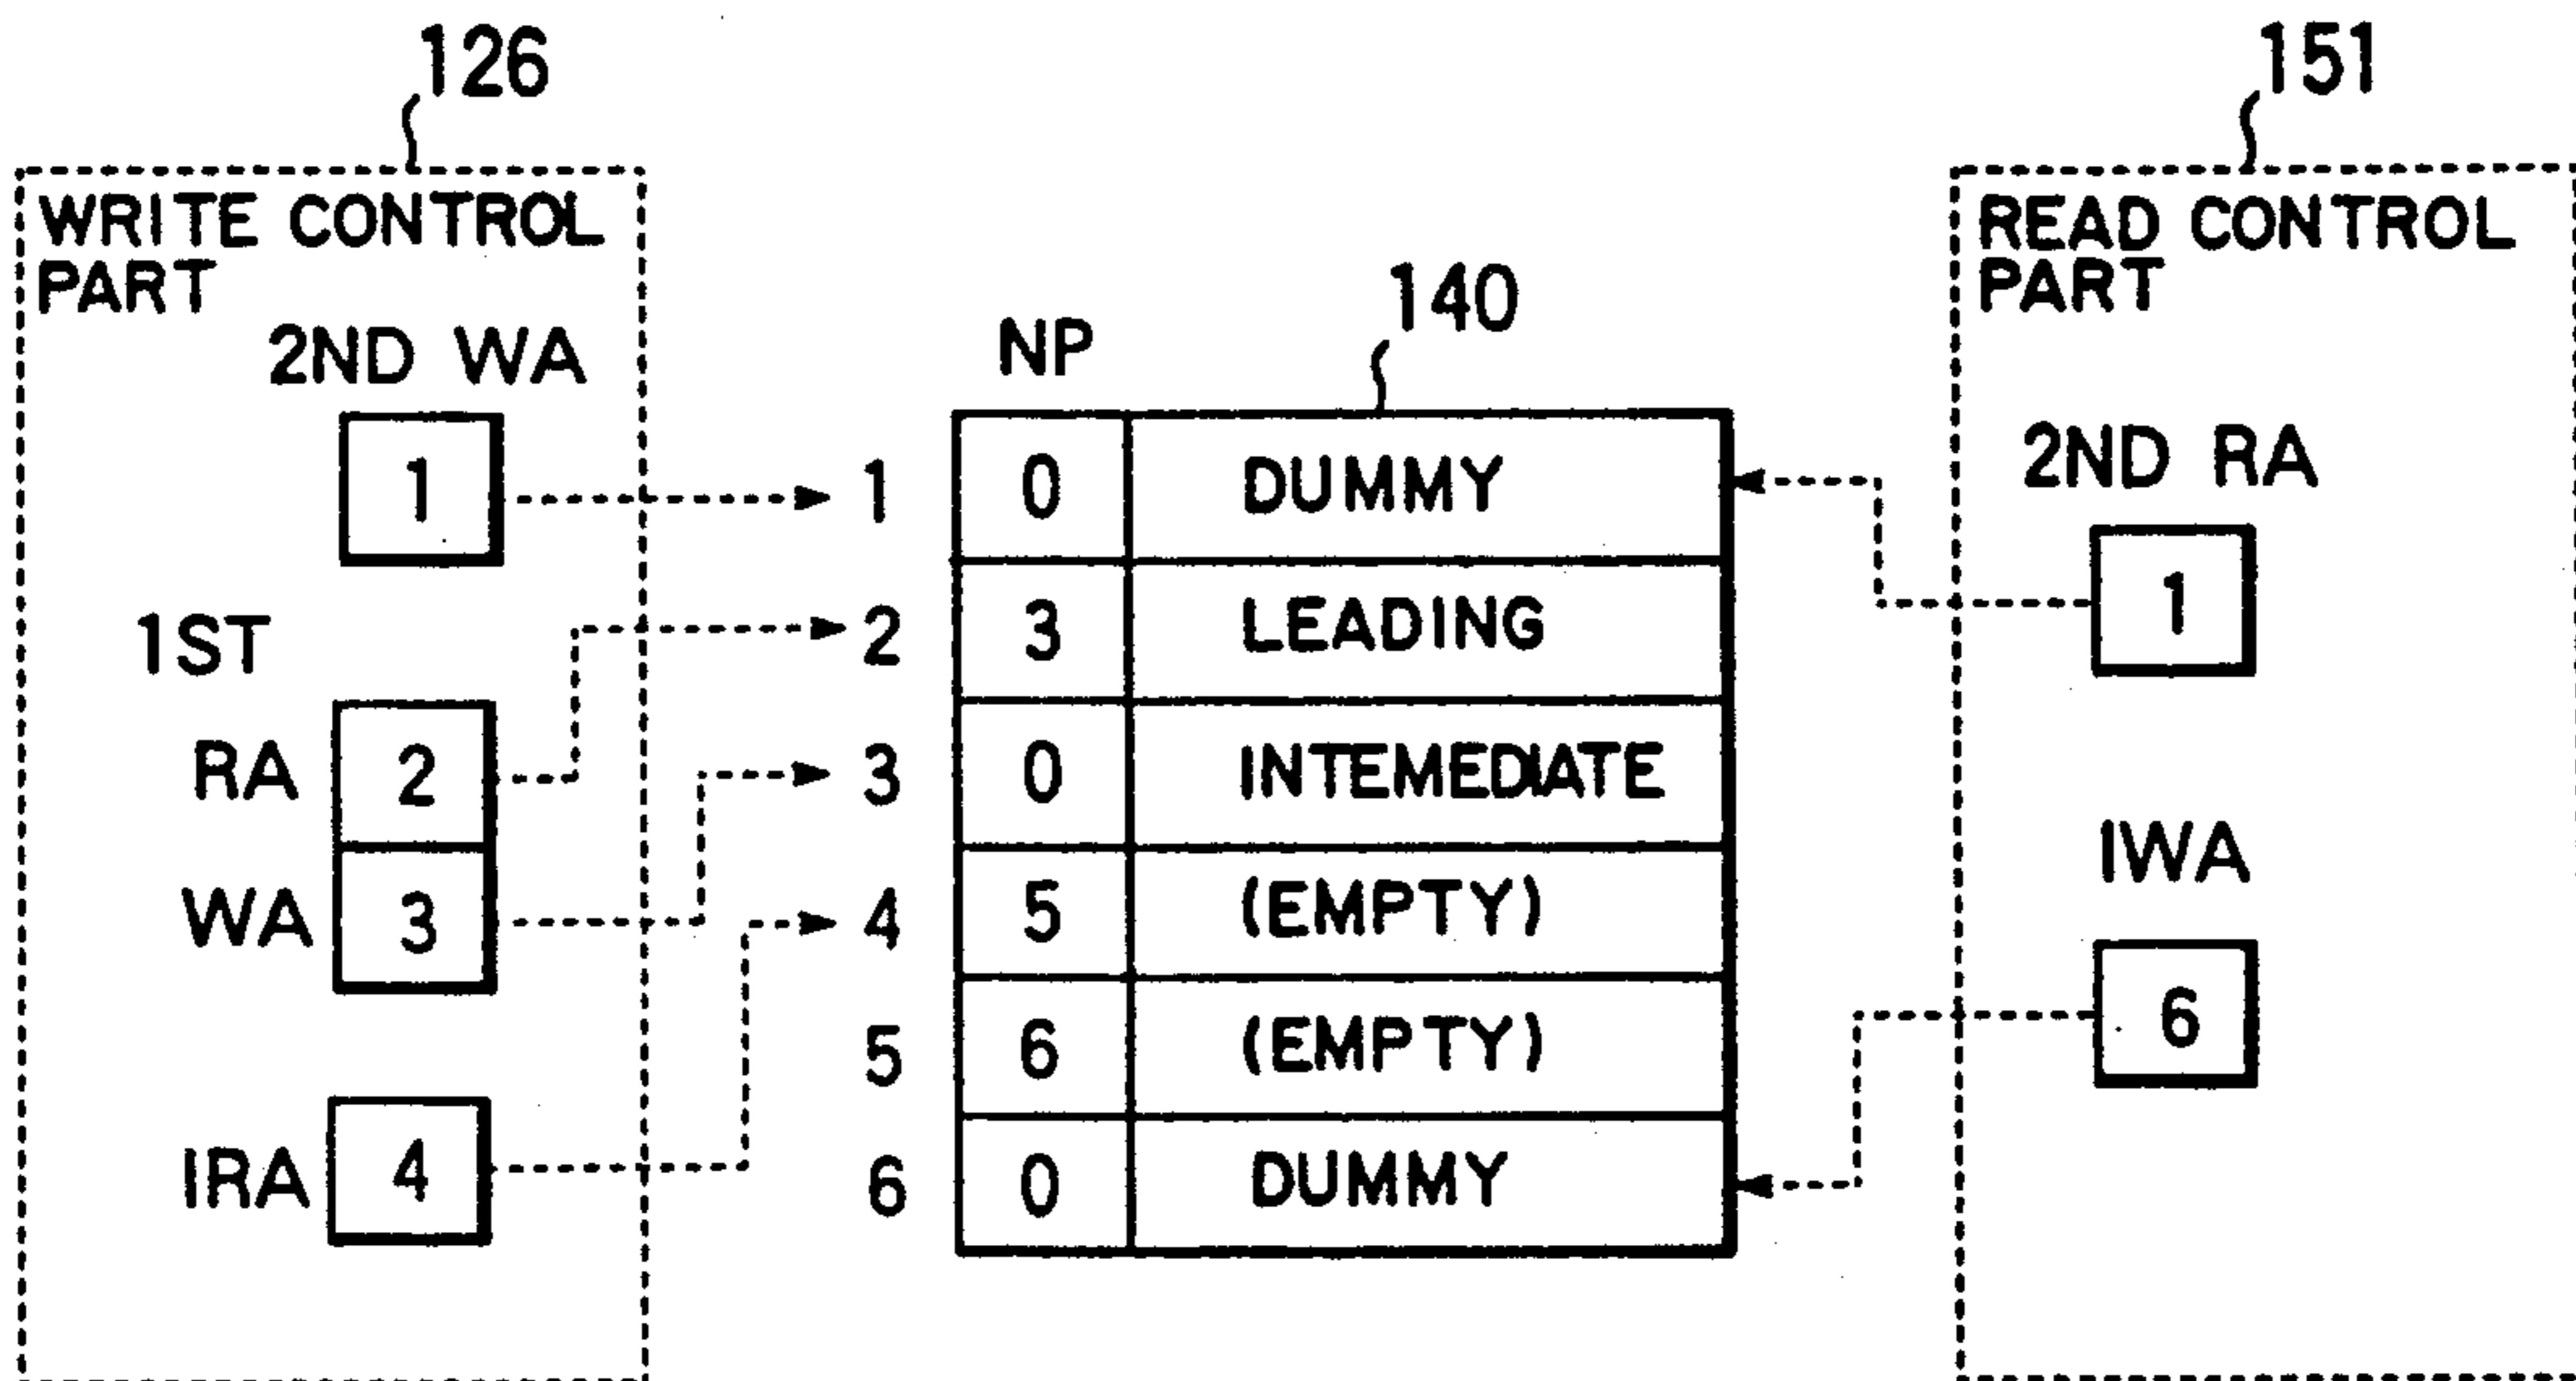 126
151
WRITE CONTROL
PART
READ CONTROL
PART
2ND WA
1
1ST
RA 2
WA 3
IRA 4
NP 140
1 0 DUMMY
2 3 LEADING
3 0 INTEMEDIATE
4 5 (EMPTY)
5 6 (EMPTY)
6 0 DUMMY
2ND RA
1
IWA
6